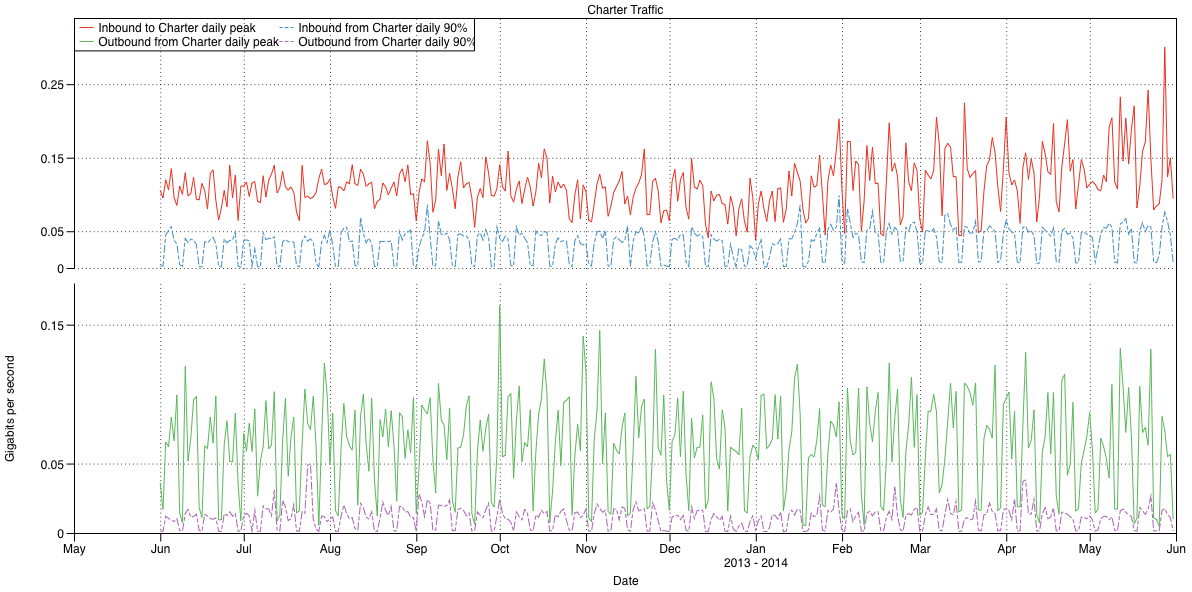 Charter Traffic
Inbound to Charter daily peak
Inbound from Charter daily 90%
Outbound from Charter daily peak
Outbound from Charter daily 90%
0.25
0.15
0.05
0
0.15
0.05
0
Gigabits per second
May Jun Jul Aug Sep Oct Nov Dec Jan Feb Mar Apr May Jun
2013 - 2014
Date